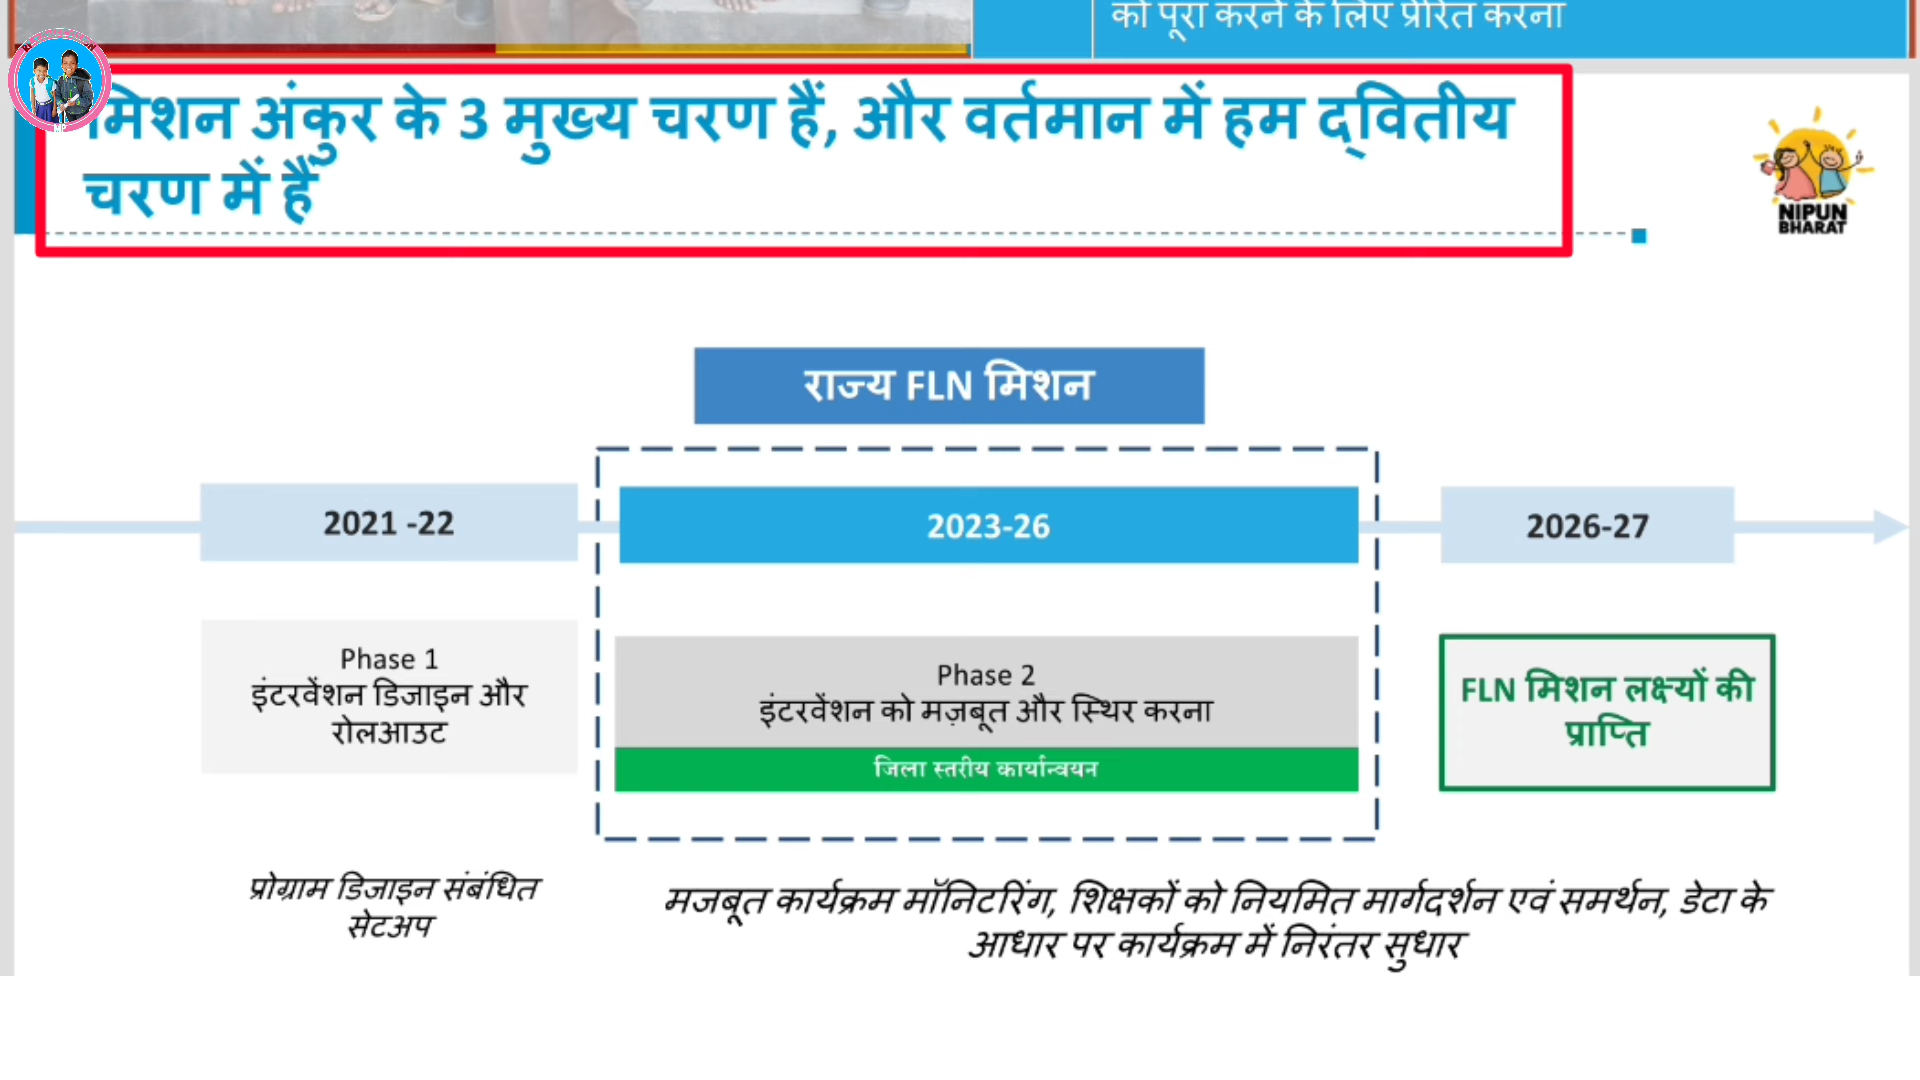 को पूरा करने के लिए प्रेरित करना
मिशन अंकुर के 3 मुख्य चरण हैं, और वर्तमान में हम द्वितीय
चरण में हैं
NIPUN
BHARAT
राज्य FLN मिशन
2021 -22
2023-26
2026-27
Phase 1
इंटरवेंशन डिजाइन और
रोलआउट
Phase 2
इंटरवेंशन को मज़बूत और स्थिर करना
जिला स्तरीय कार्यान्वयन
FLN मिशन लक्ष्यों की
प्राप्ति
प्रोग्राम डिजाइन संबंधित
सेटअप
मजबूत कार्यक्रम मॉनिटरिंग, शिक्षकों को नियमित मार्गदर्शन एवं समर्थन, डेटा के
आधार पर कार्यक्रम में निरंतर सुधार